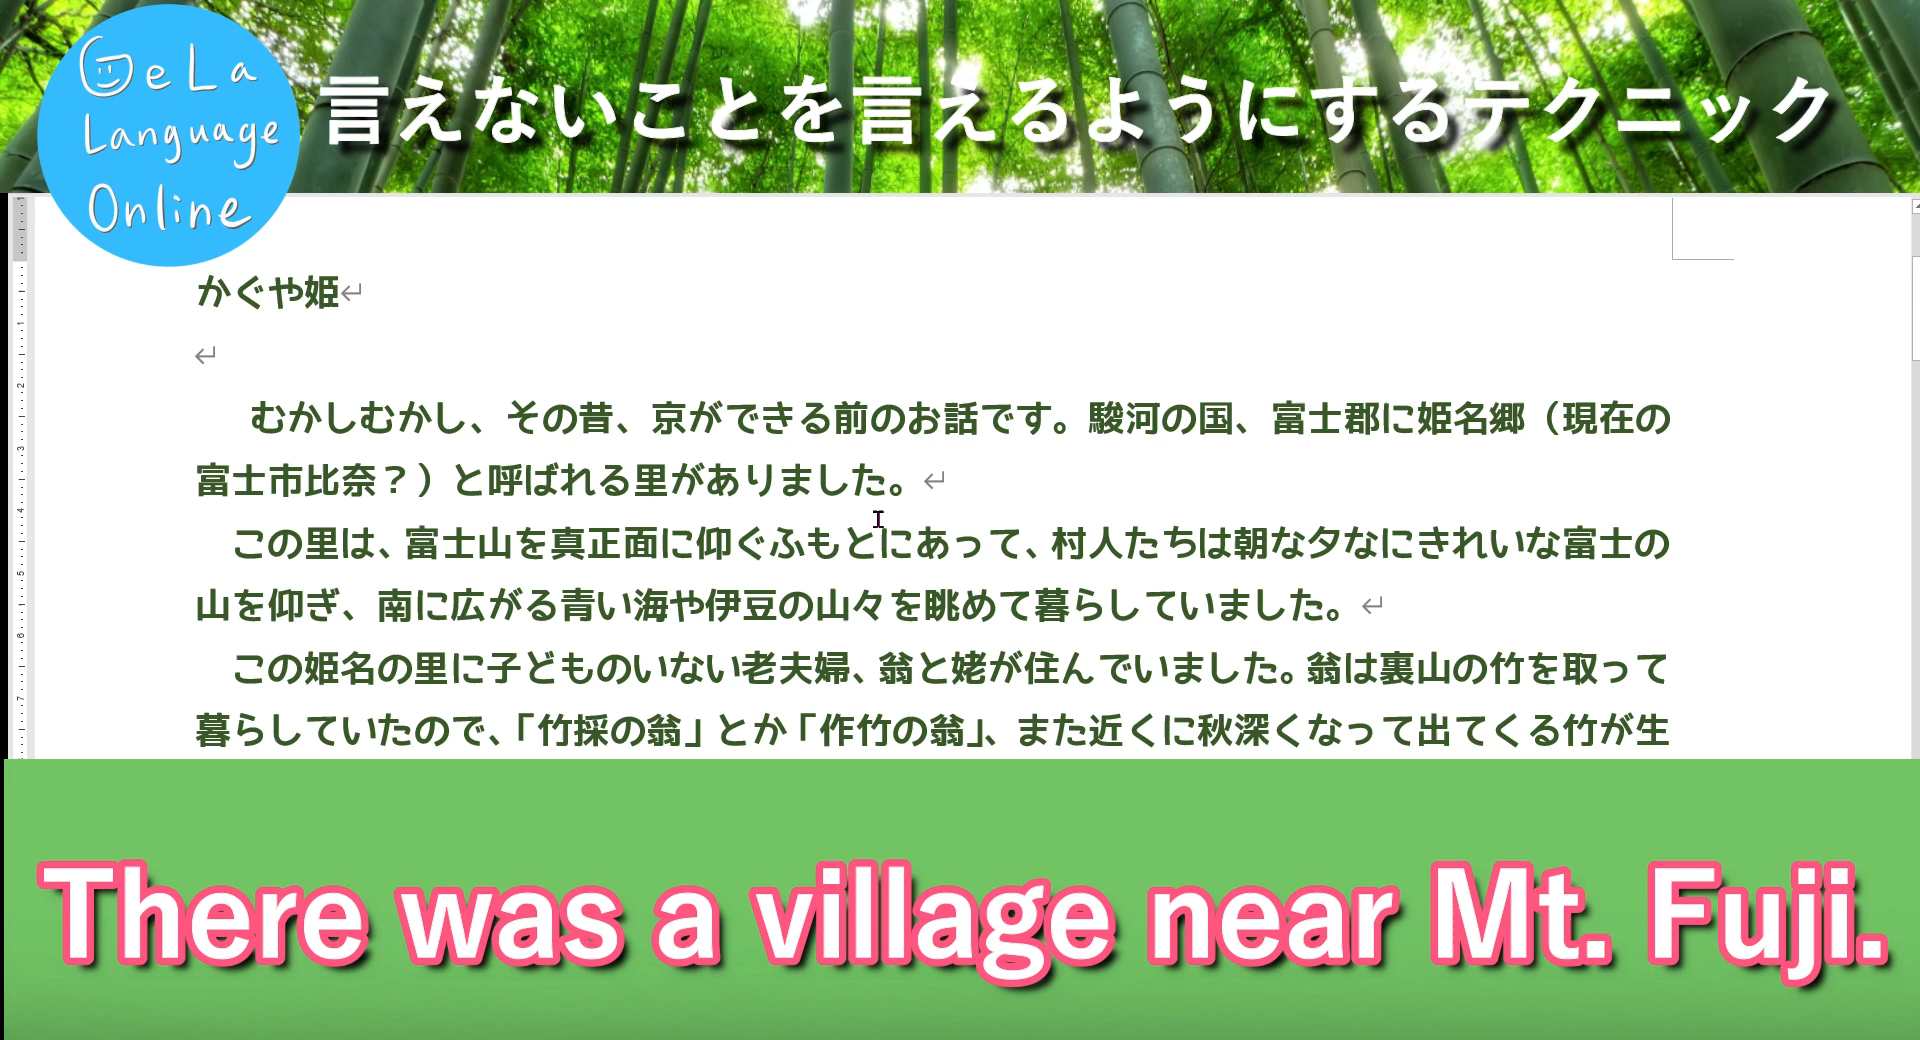 DeLa
Language
Online
言えないことを言えるようにするテクニック
かぐや姫↵
↵
むかしむかし、その昔、京ができる前のお話です。駿河の国、富士郡に姫名郷（現在の
富士市比奈？）と呼ばれる里がありました。↵
この里は、富士山を真正面に仰ぐふもとにあって、村人たちは朝な夕なにきれいな富士の
山を仰ぎ、南に広がる青い海や伊豆の山々を眺めて暮らしていました。↵
この姫名の里に子どものいない老夫婦、翁と姥が住んでいました。翁は裏山の竹を取って
暮らしていたので、「竹採の翁」とか「作竹の翁」、また近くに秋深くなって出てくる竹が生
1
2
3
4
5
6
7
There was a village near Mt. Fuji.